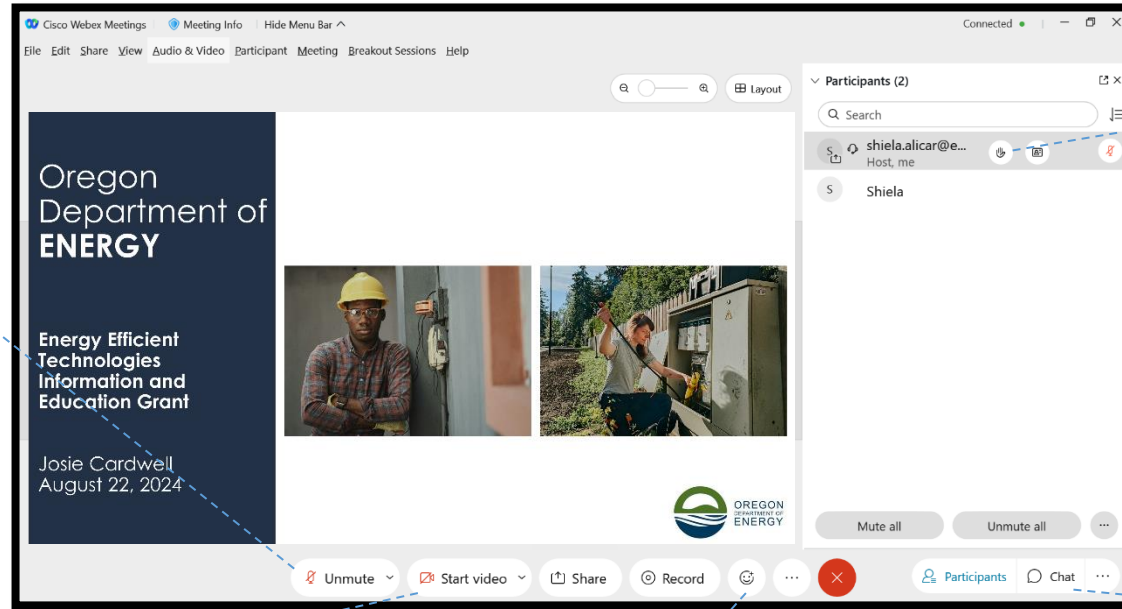 Cisco Webex Meetings
Meeting Info
Hide Menu Bar
Connected
File Edit Share View Audio & Video Participant Meeting Breakout Sessions Help
Layout
Participants (2)
Search
S
shiela.alicar@e...
Host, me
S
Shiela
Oregon
Department of
ENERGY
Energy Efficient
Technologies
Information and
Education Grant
Josie Cardwell
August 22, 2024
OREGON
DEPARTMENT OF
ENERGY
Mute all
Unmute all
...
Unmute
Start video
Share
Record
...
Participants
Chat
...